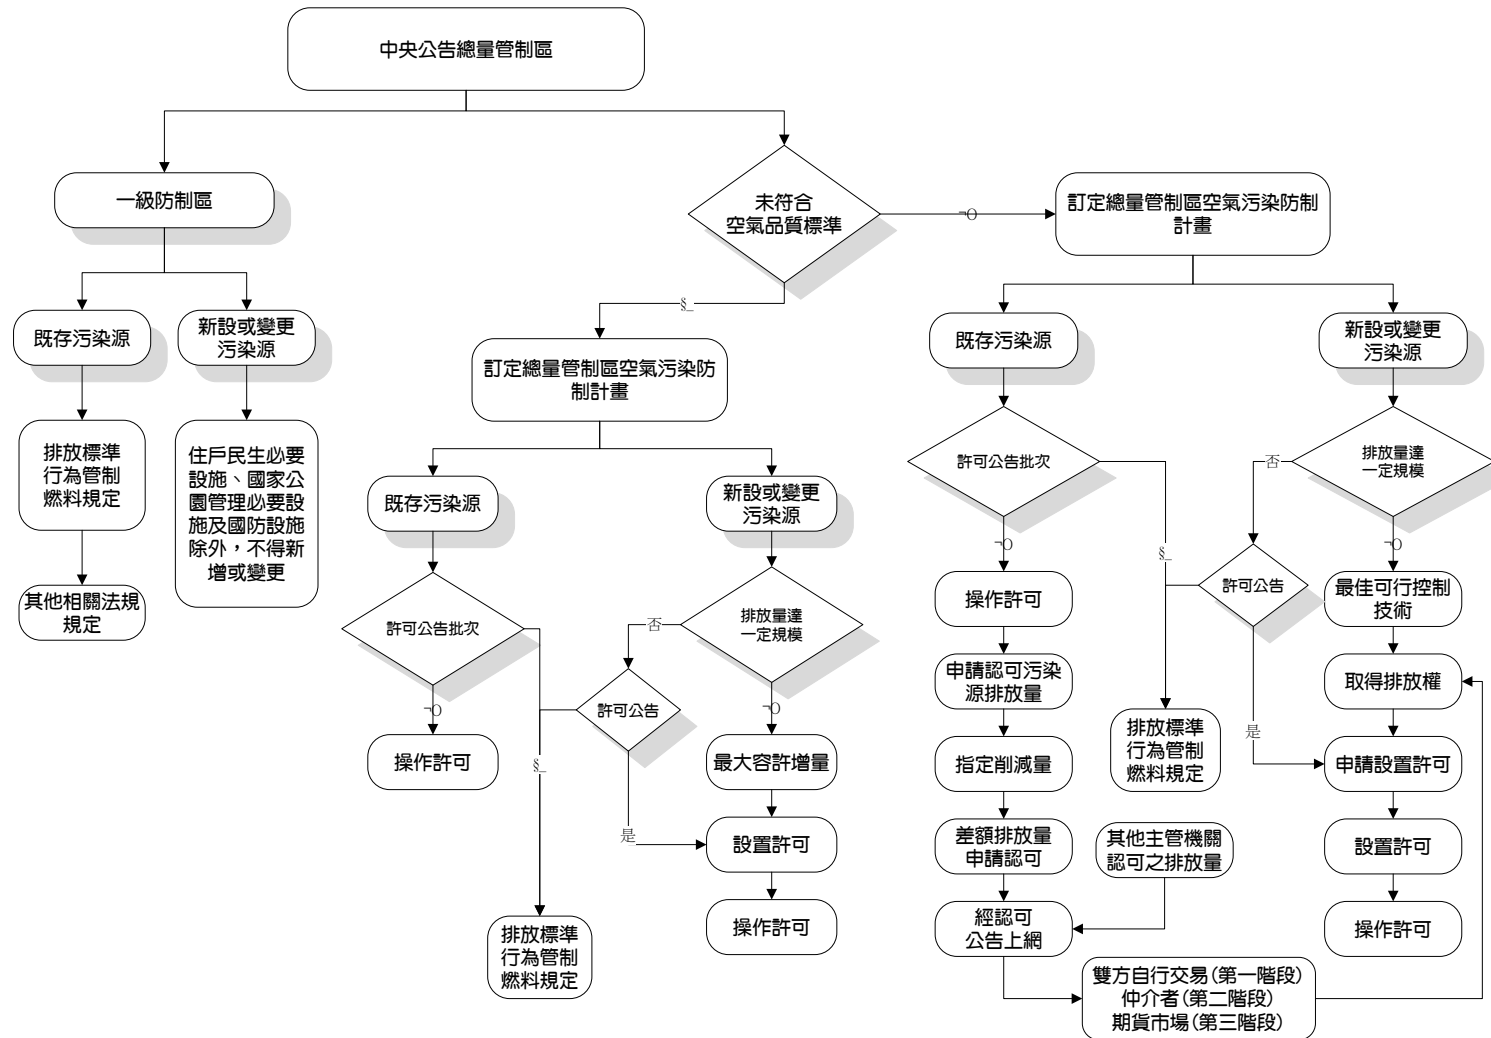 中央公告總量管制區
一級防制區
未符合
空氣品質標準
¬O
訂定總量管制區空氣污染防制
計畫
§_
既存污染源
新設或變更
污染源
排放標準
行為管制
燃料規定
其他相關法規
規定
住戶民生必要
設施、國家公
園管理必要設
施及國防設施
除外，不得新
增或變更
訂定總量管制區空氣污染防
制計畫
既存污染源
新設或變更
污染源
許可公告批次
¬O
操作許可
§_
排放標準
行為管制
燃料規定
排放量達
一定規模
否
許可公告
是
¬O
最大容許增量
設置許可
操作許可
既存污染源
新設或變更
污染源
許可公告批次
¬O
§_
操作許可
申請認可污染
源排放量
指定削減量
差額排放量
申請認可
其他主管機關
認可之排放量
經認可
公告上網
雙方自行交易(第一階段)
仲介者(第二階段)
期貨市場(第三階段)
排放標準
行為管制
燃料規定
排放量達
一定規模
否
許可公告
是
¬O
最佳可行控制
技術
取得排放權
申請設置許可
設置許可
操作許可